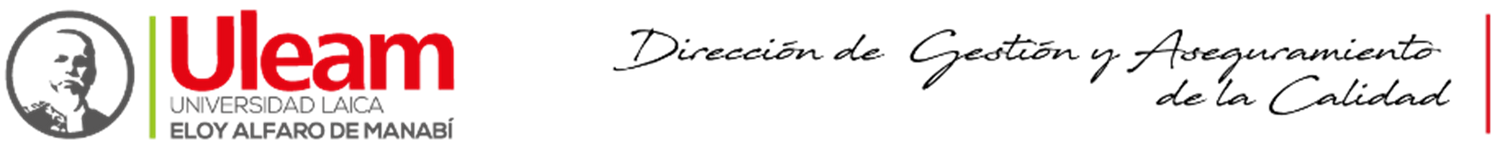 Uleam
UNIVERSIDAD LAICA
ELOY ALFARO DE MANABÍ
Dirección de Gestión y Aseguramiento
de la Calidad